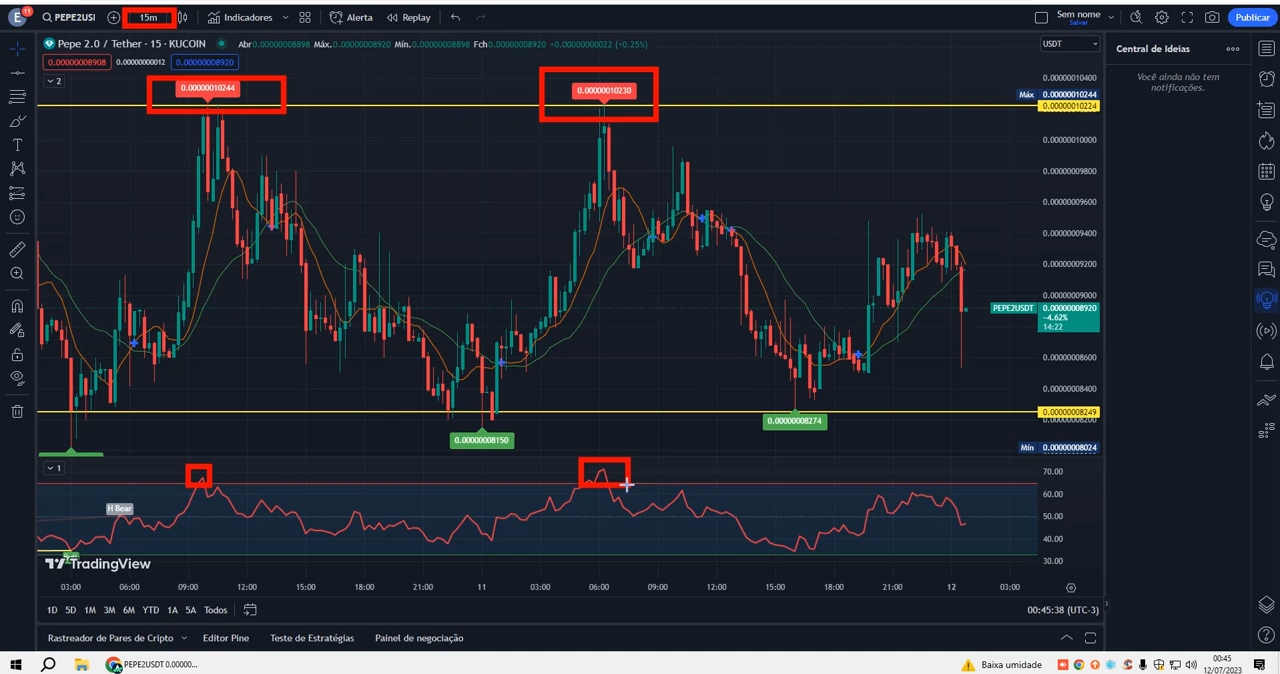 E 11 PEPE2USI 15m Indicadores Alerta Replay Sem nome Salvar Publicar
Pepe 2.0 / Tether · 15 · KUCOIN Abr0.00000008898 Máx.0.00000008920 Mín.0.00000008898 Fch0.00000008920 +0.00000000022 (+0.25%)
0.00000008908 0.00000000012 0.00000008920
2
USDT
Central de Ideias
Você ainda não tem
notificações.
0.00000010244
0.00000010230
0.00000010400
Máx 0.00000010244
0.00000010224
0.00000010000
0.00000009800
0.00000009600
0.00000009400
0.00000009200
0.00000009000
PEPE2USDT 0.00000008920
−4.62%
14:22
0.00000008600
0.00000008400
0.00000008249
0.00000008200
0.00000008274
0.00000008150
Mín 0.00000008024
1
70.00
60.00
H Bear
50.00
40.00
30.00
TradingView
03:00 06:00 09:00 12:00 15:00 18:00 21:00 11 03:00 06:00 09:00 12:00 15:00 18:00 21:00 12 03:00
1D 5D 1M 3M 6M YTD 1A 5A Todos 00:45:38 (UTC-3)
Rastreador de Pares de Cripto Editor Pine Teste de Estratégias Painel de negociação
PEPE2USDT 0.00000... Baixa umidade 00:45
12/07/2023